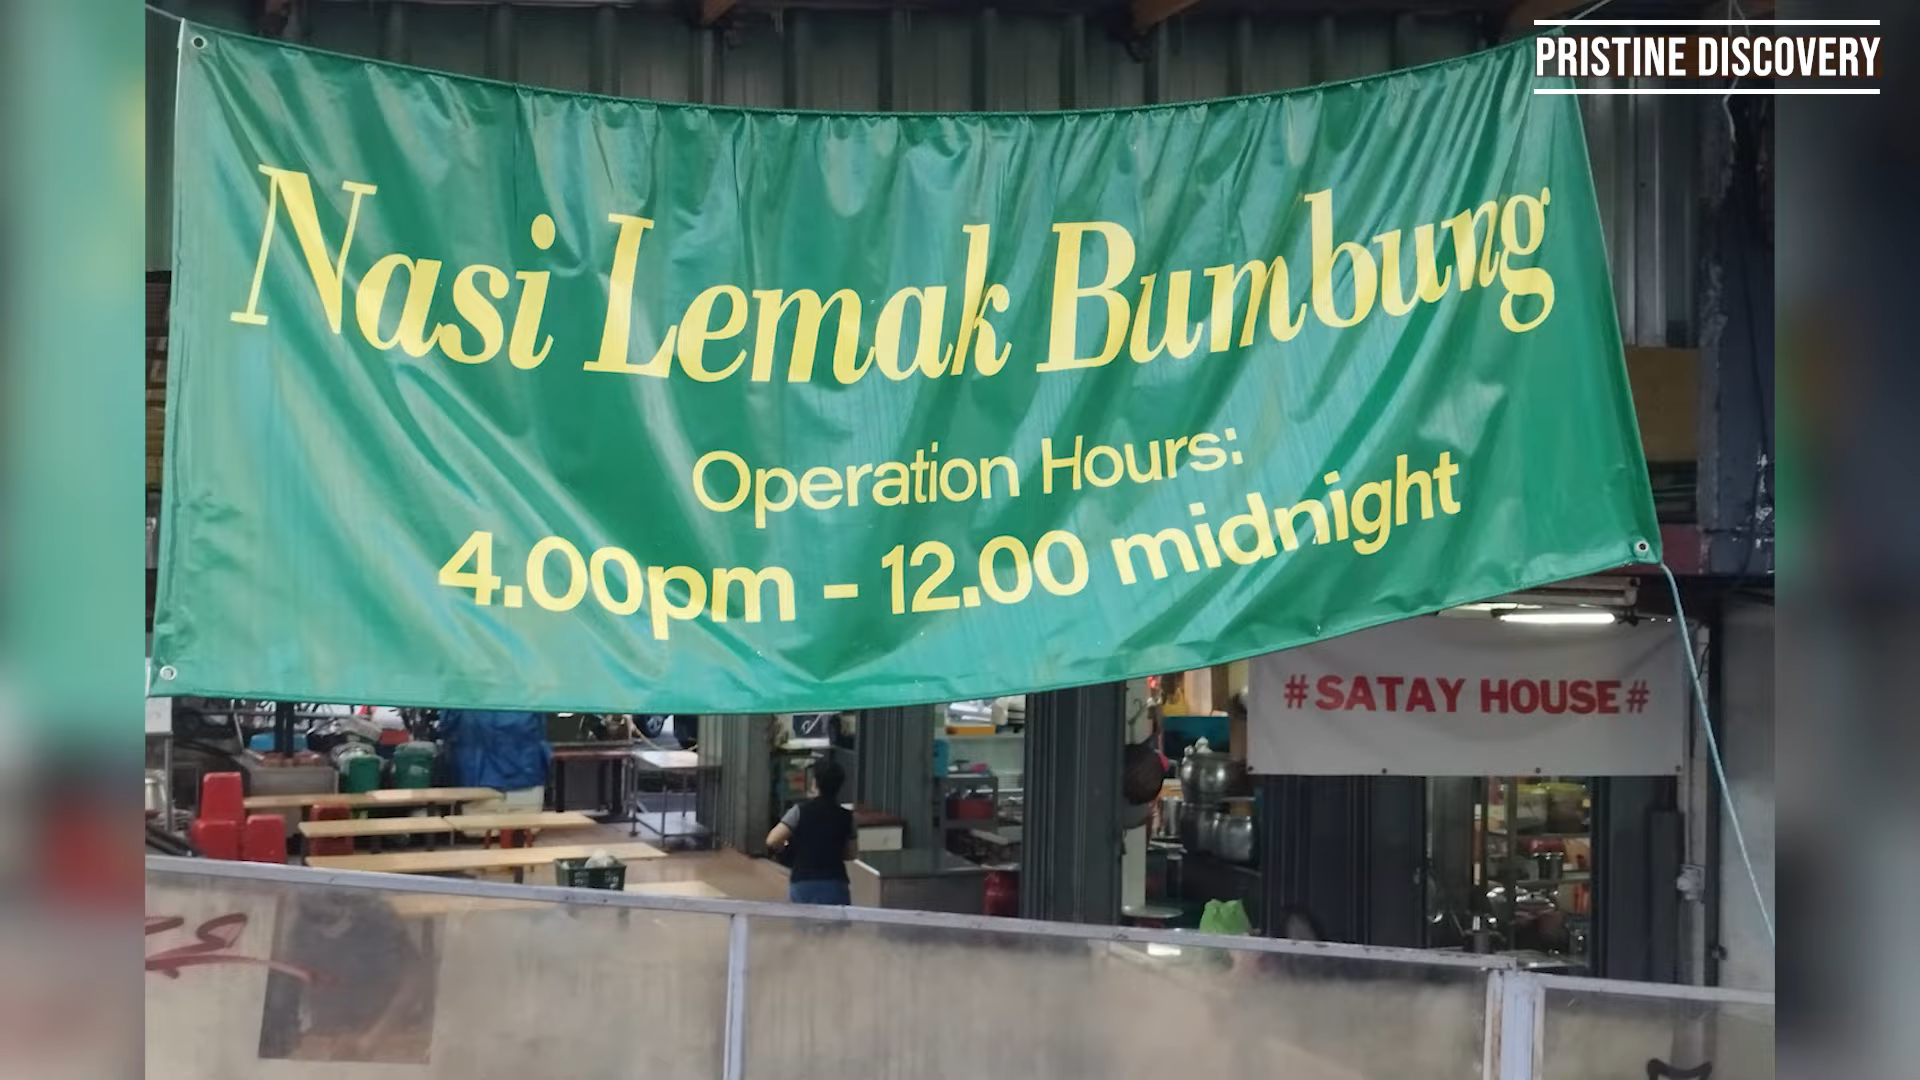 PRISTINE DISCOVERY
Nasi Lemak Bumbung
Operation Hours:
4.00pm - 12.00 midnight
#SATAY HOUSE#